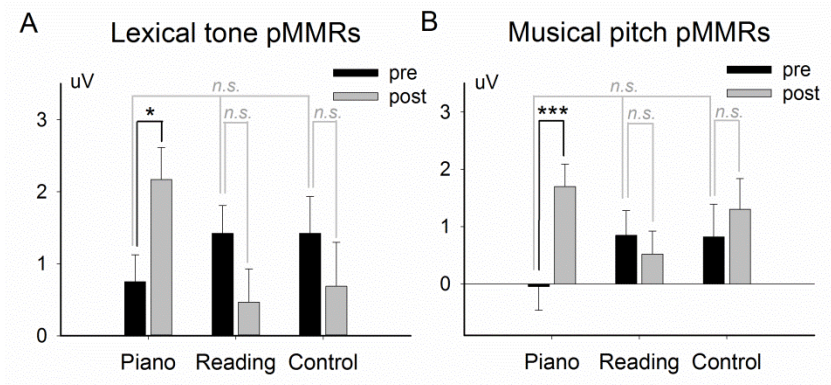 A
Lexical tone pMMRs
uV
pre
post
n.s.
*
n.s.
n.s.
3
2
1
0
Piano
Reading
Control
B
Musical pitch pMMRs
uV
pre
post
n.s.
***
n.s.
n.s.
3
2
1
0
Piano
Reading
Control